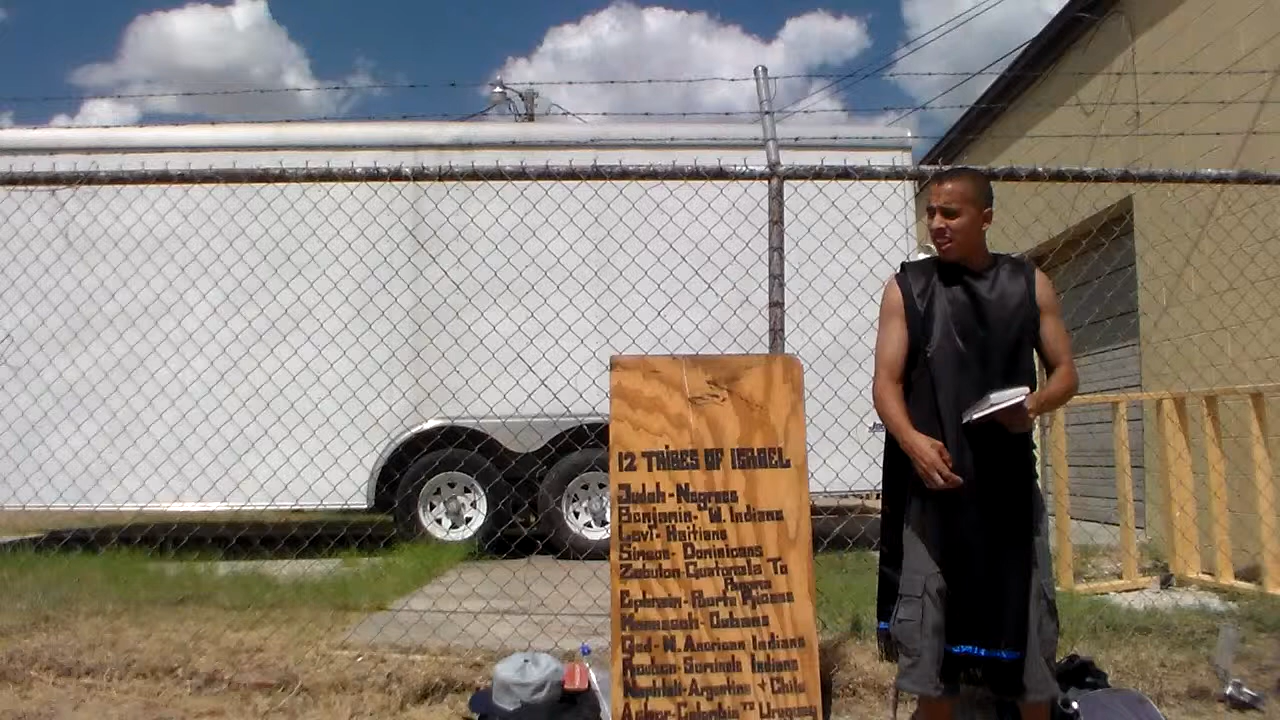 12 TRIBES OF ISRAEL
Judah-Negroes
Benjamin- W. Indians
Levi- Haitians
Simeon- Dominicans
Zebulon-Guatemala To
Panama
Ephraim-Puerto Ricans
Manasseh-Cubans
Gad-N.American Indians
Reuben-Seminole Indians
Naphtali-Argentina + Chile
Asher-Colombia To Uruguay